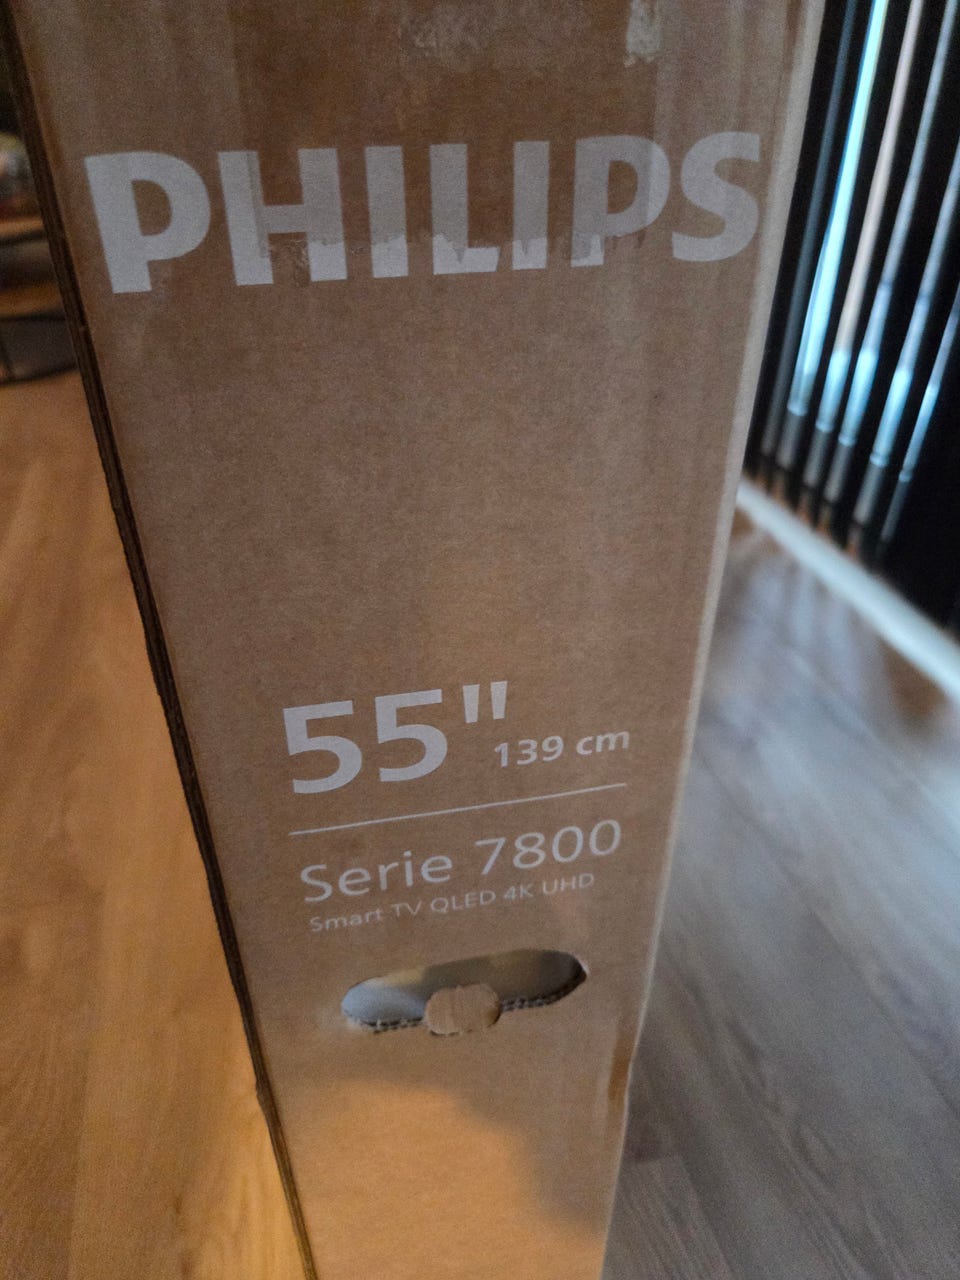 PHILIPS
55" 139 cm
Serie 7800
Smart TV QLED 4K UHD